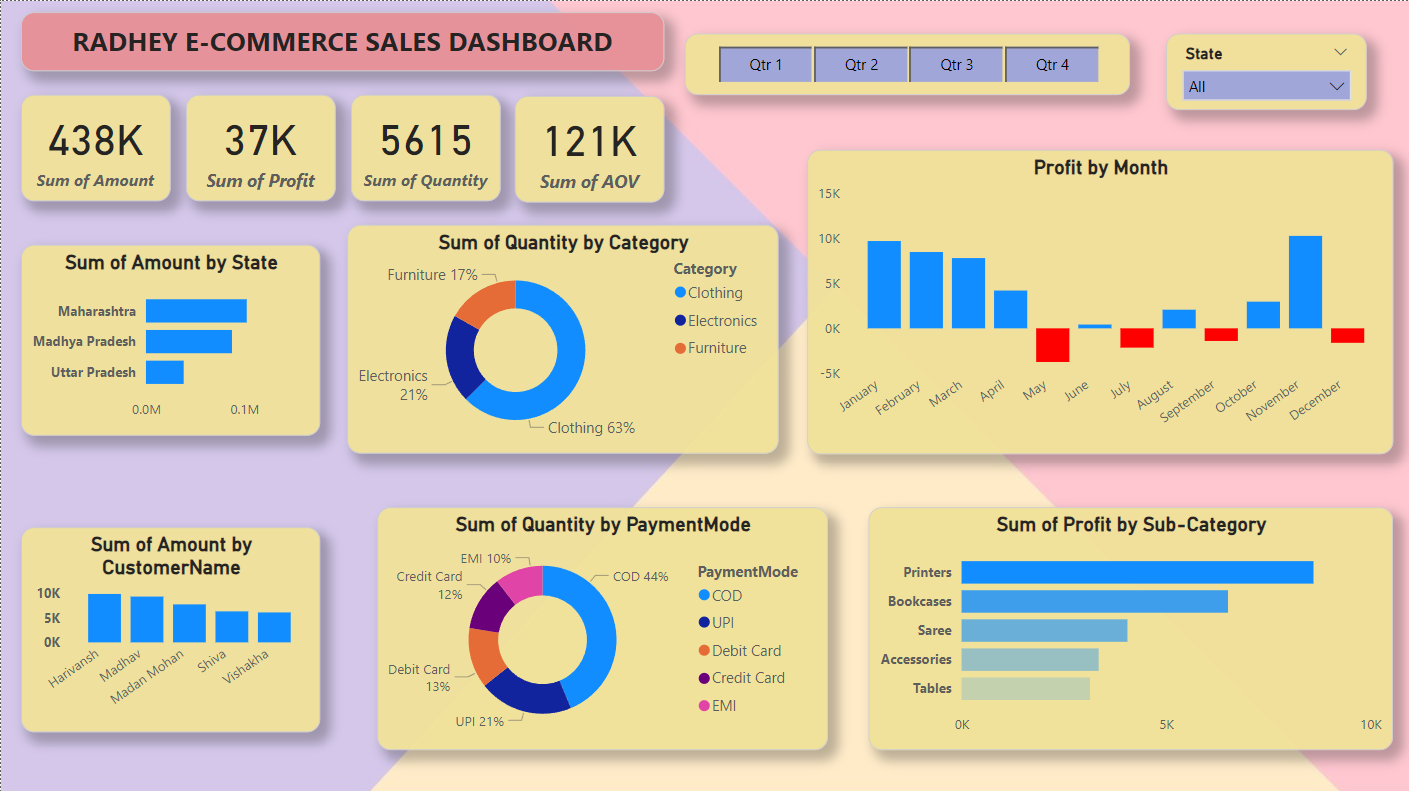 RADHEY E-COMMERCE SALES DASHBOARD
Qtr 1
Qtr 2
Qtr 3
Qtr 4
State
All
438K
Sum of Amount
37K
Sum of Profit
5615
Sum of Quantity
121K
Sum of AOV
Sum of Amount by State
Maharashtra
Madhya Pradesh
Uttar Pradesh
0.0M
0.1M
Sum of Quantity by Category
Furniture 17%
Electronics
21%
Clothing 63%
Category
Clothing
Electronics
Furniture
Profit by Month
15K
10K
5K
0K
-5K
January
February
March
April
May
June
July
August
September
October
November
December
Sum of Amount by
CustomerName
10K
5K
0K
Harivansh
Madhav
Madan Mohan
Shiva
Vishakha
Sum of Quantity by PaymentMode
EMI 10%
Credit Card
12%
Debit Card
13%
UPI 21%
COD 44%
PaymentMode
COD
UPI
Debit Card
Credit Card
EMI
Sum of Profit by Sub-Category
Printers
Bookcases
Saree
Accessories
Tables
0K
5K
10K